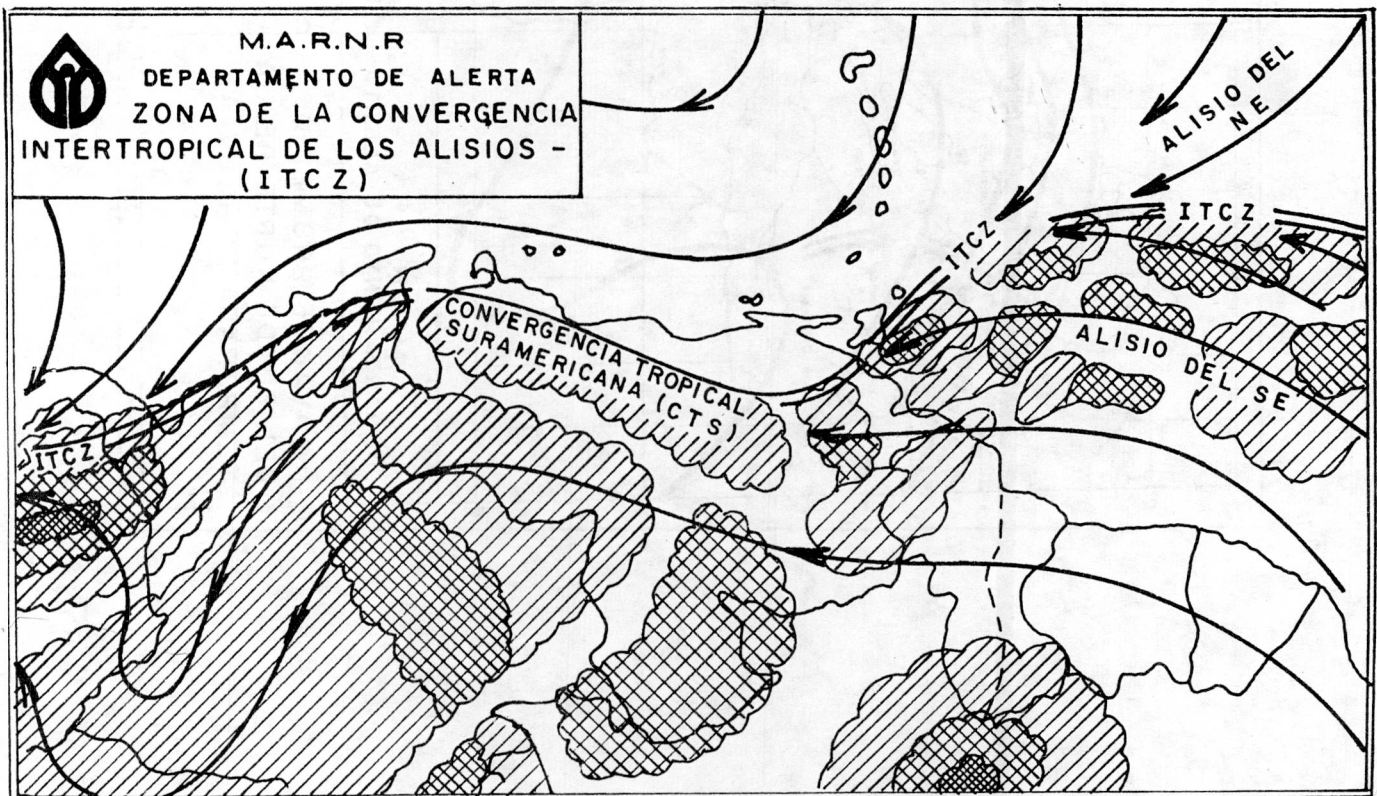 M.A.R.N.R
DEPARTAMENTO DE ALERTA
ZONA DE LA CONVERGENCIA
INTERTROPICAL DE LOS ALISIOS -
(ITCZ)
ALISIO DEL
NE
ITCZ
ITCZ
CONVERGENCIA TROPICAL
SURAMERICANA (CTS)
ALISIO DEL SE
ITCZ